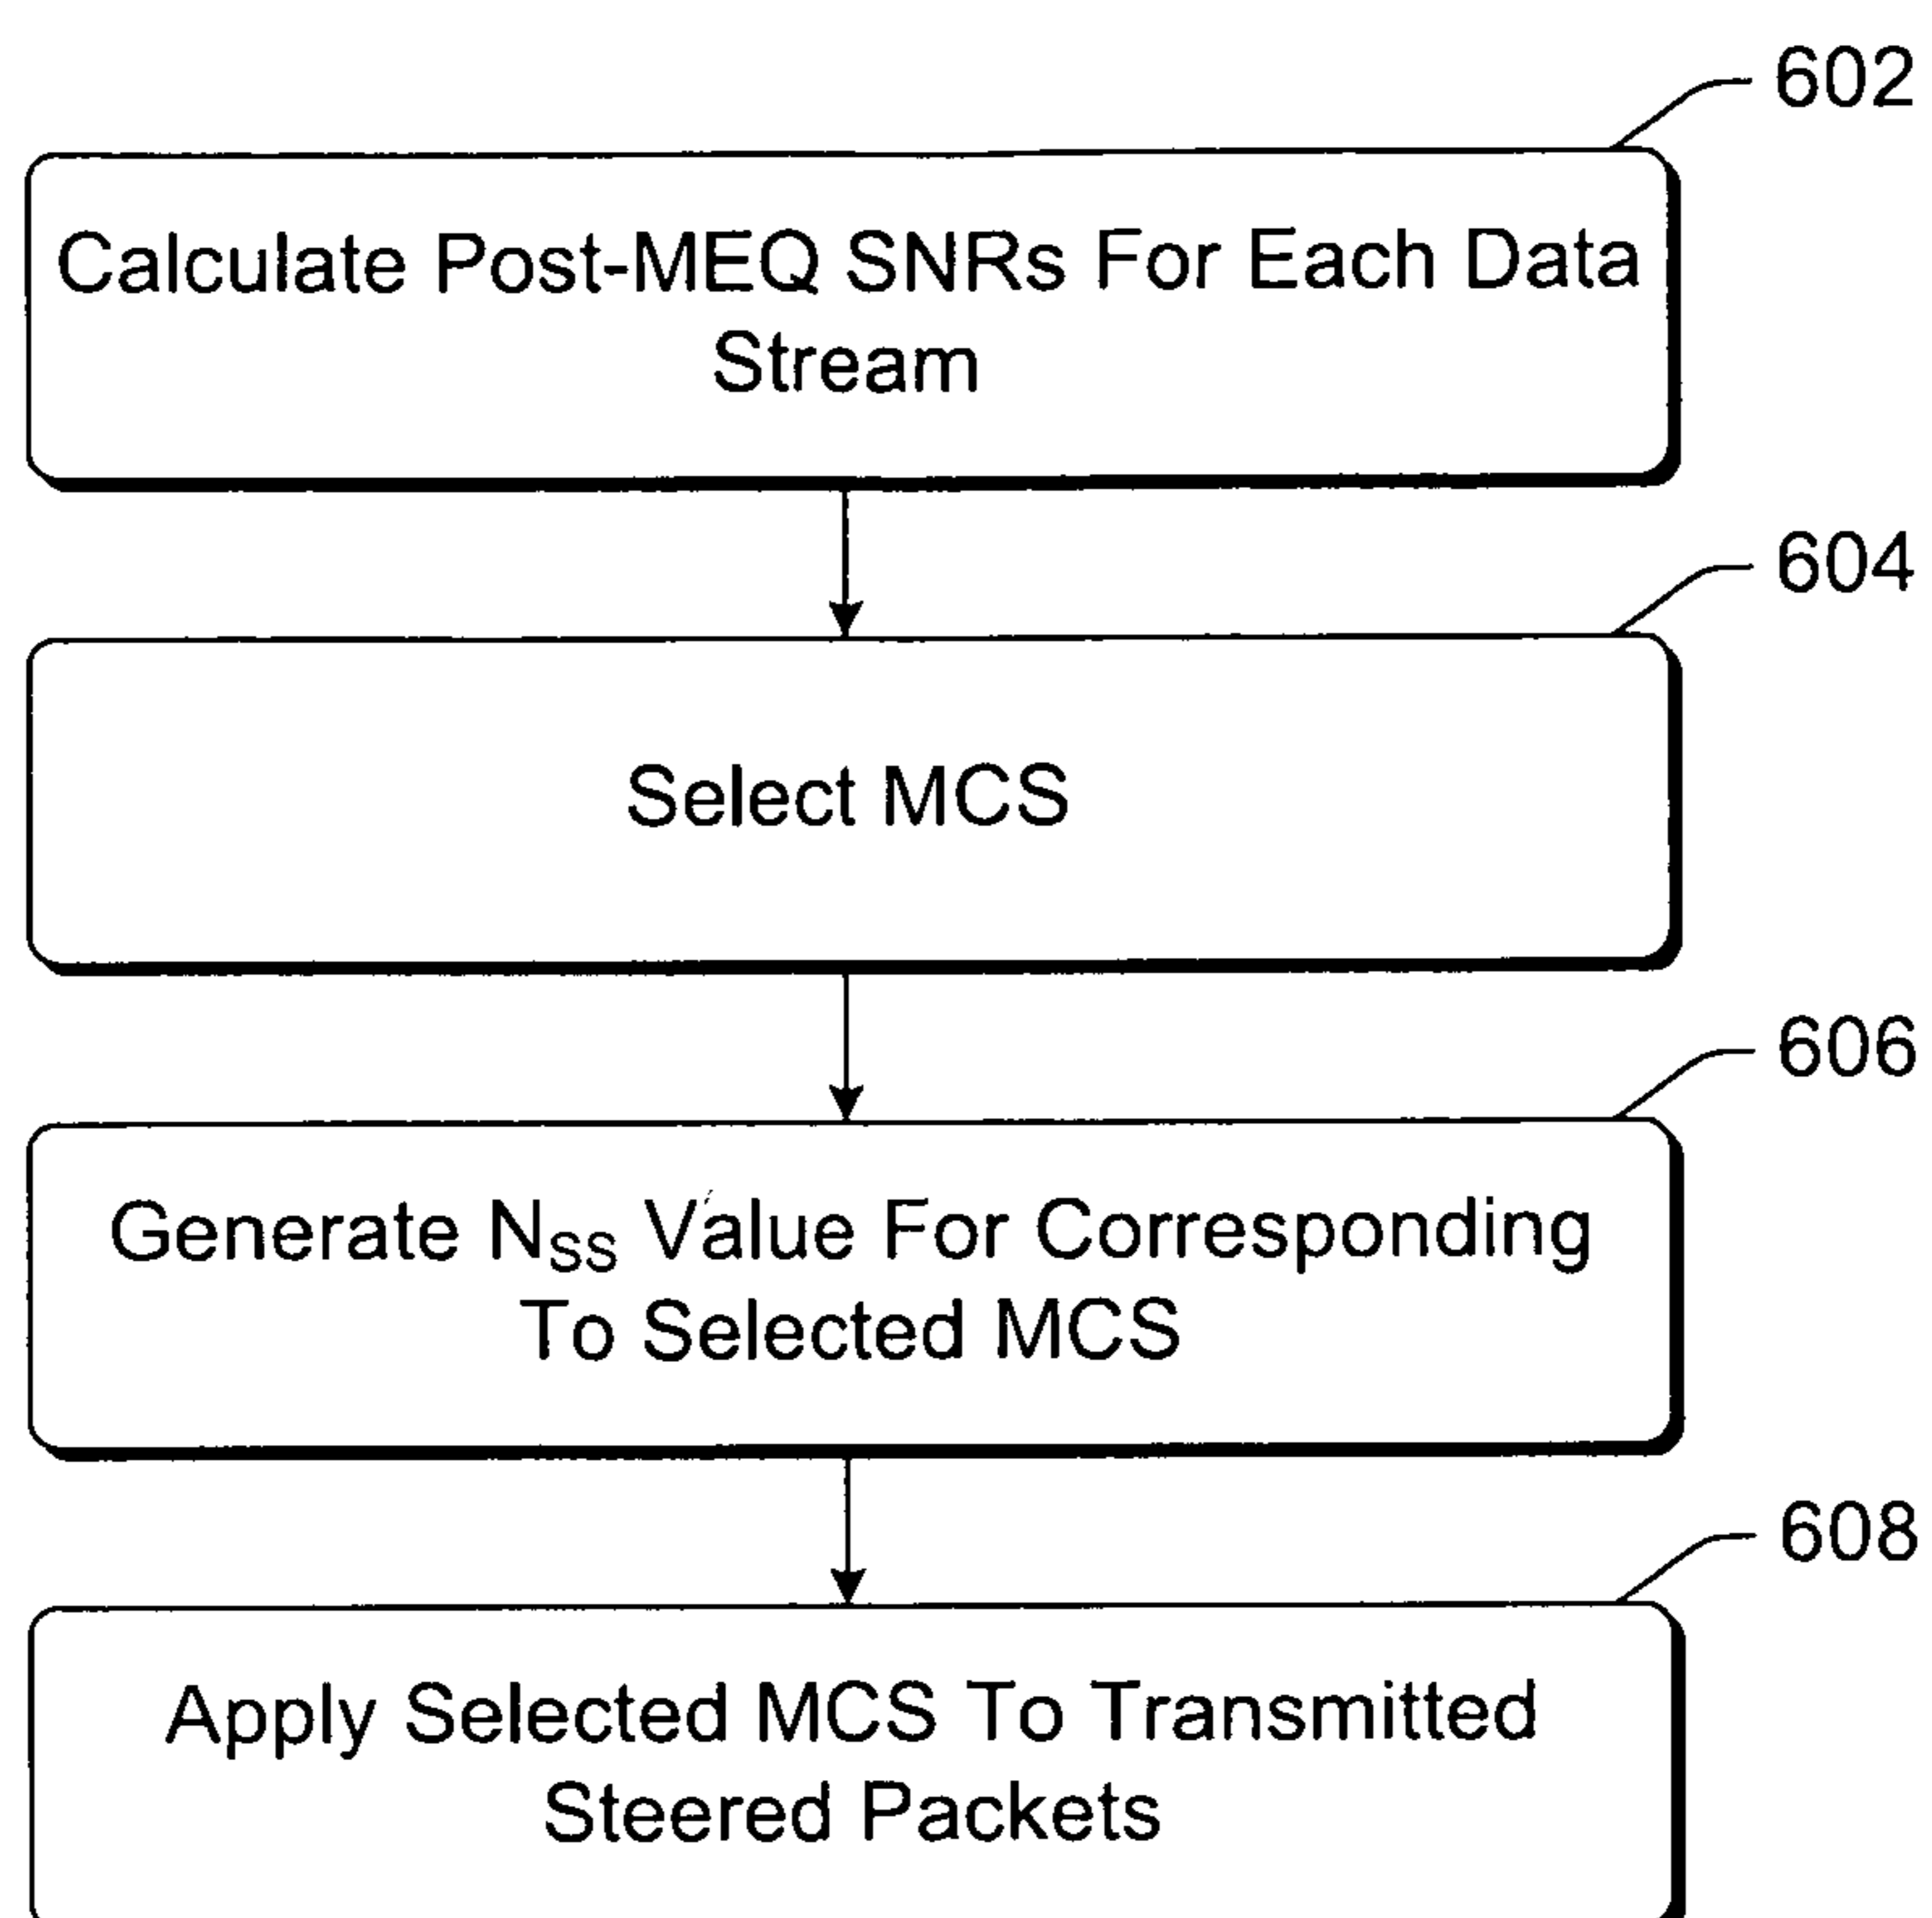 602
Calculate Post-MEQ SNRs For Each Data
Stream
604
Select MCS
606
Generate NSS Value For Corresponding
To Selected MCS
608
Apply Selected MCS To Transmitted
Steered Packets